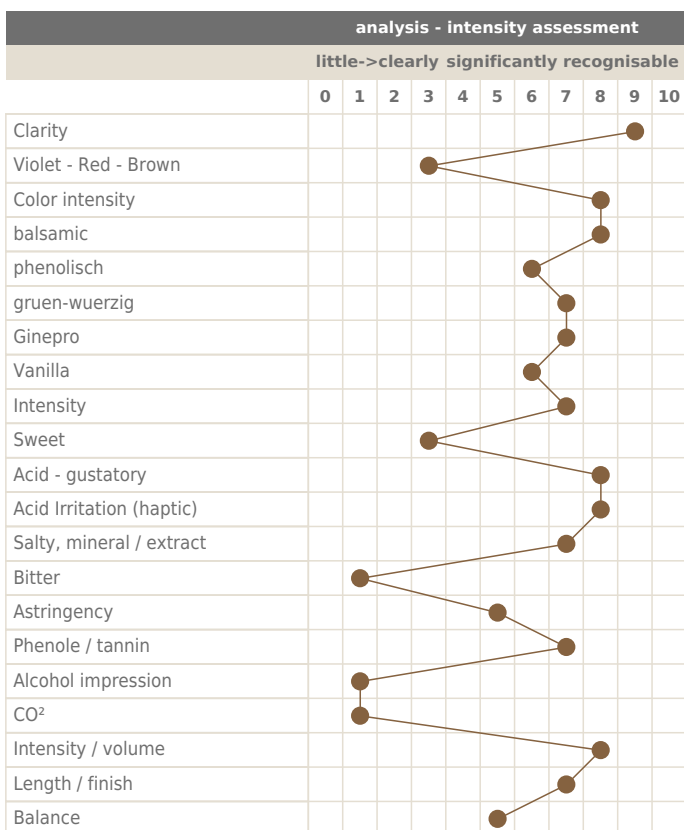 analysis - intensity assessment
little->clearly significantly recognisable
0 1 2 3 4 5 6 7 8 9 10
Clarity
Violet - Red - Brown
Color intensity
balsamic
phenolisch
gruen-wuerzig
Ginepro
Vanilla
Intensity
Sweet
Acid - gustatory
Acid Irritation (haptic)
Salty, mineral / extract
Bitter
Astringency
Phenole / tannin
Alcohol impression
CO²
Intensity / volume
Length / finish
Balance